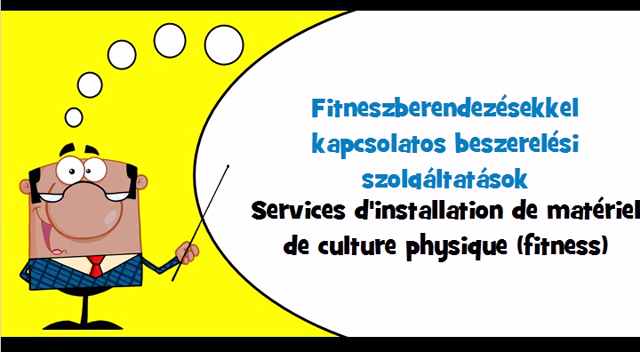 Fitneszberendezésekkel
kapcsolatos beszerelési
szolgáltatások
Services d'installation de matériel
de culture physique (fitness)